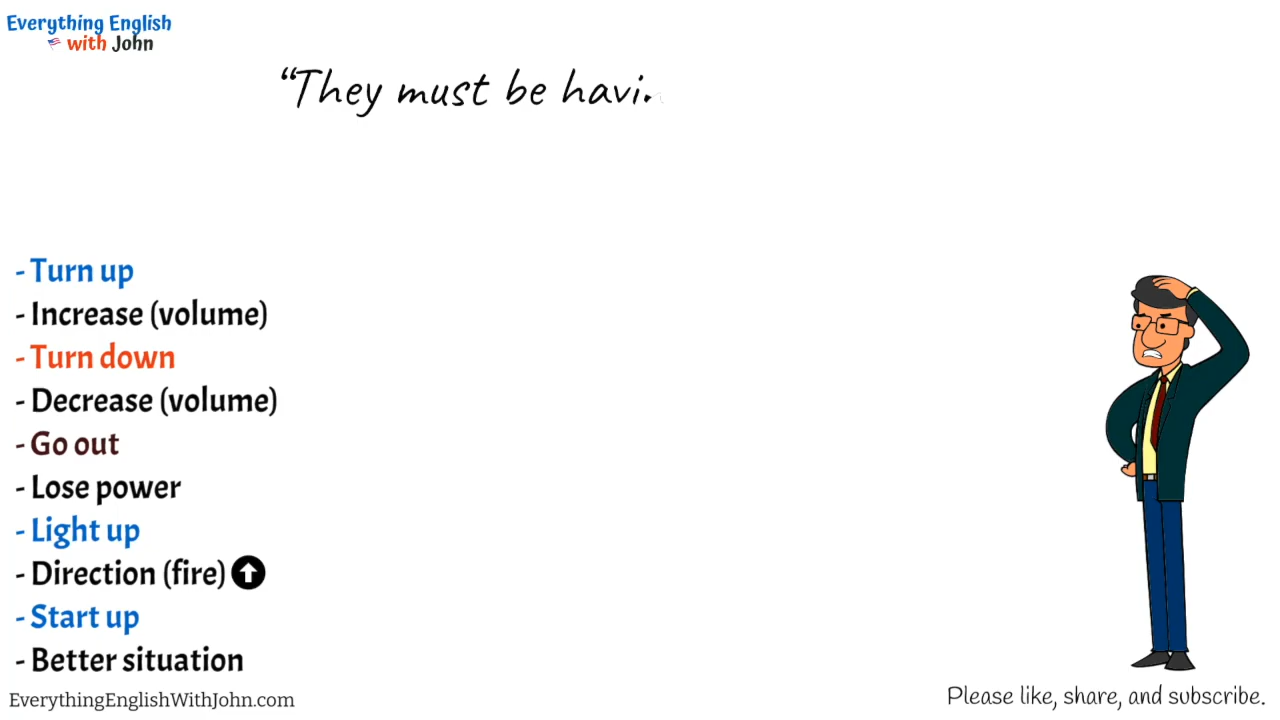 Everything English
with John
“They must be havi
- Turn up
- Increase (volume)
- Turn down
- Decrease (volume)
- Go out
- Lose power
- Light up
- Direction (fire)
- Start up
- Better situation
EverythingEnglishWithJohn.com
Please like, share, and subscribe.